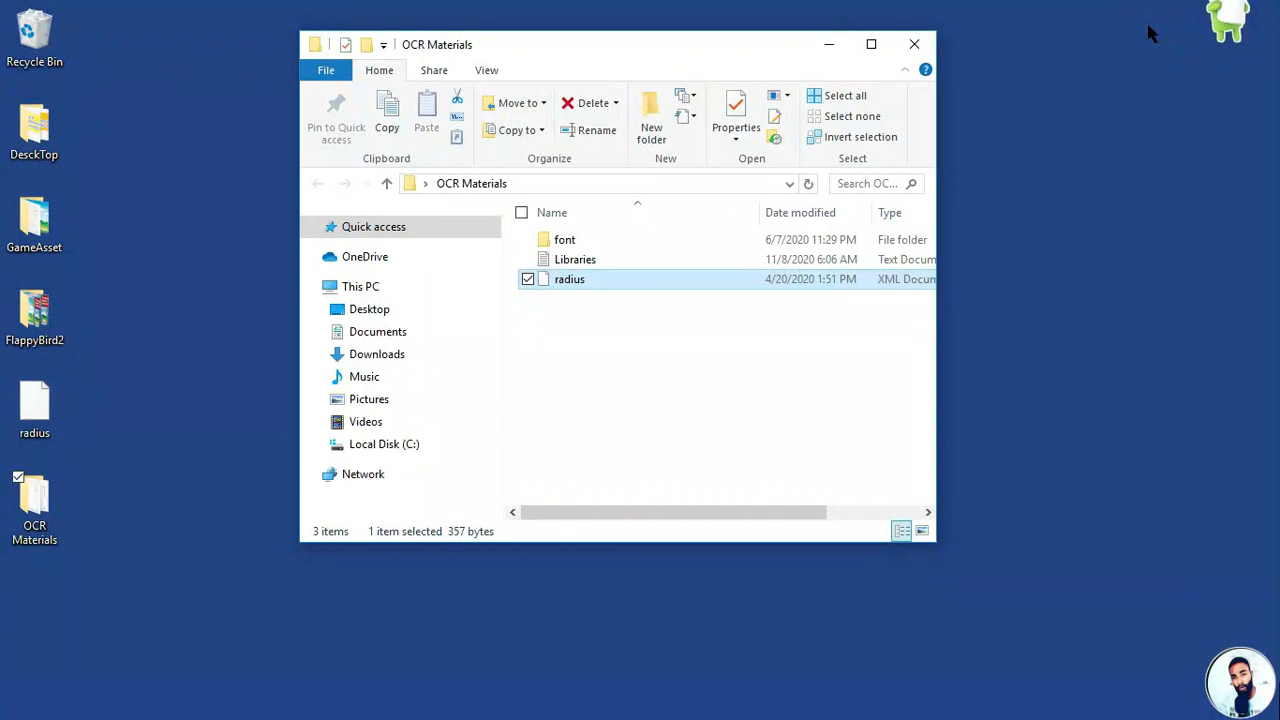 Recycle Bin
DesckTop
GameAsset
FlappyBird2
radius
OCR
Materials
OCR Materials
File
Home
Share
View
Pin to Quick
access
Copy
Paste
Clipboard
Move to
Copy to
Delete
Rename
Organize
New
folder
New
Properties
Open
Select all
Select none
Invert selection
Select
OCR Materials
Search OC...
Quick access
OneDrive
This PC
Desktop
Documents
Downloads
Music
Pictures
Videos
Local Disk (C:)
Network
Name Date modified Type
font 6/7/2020 11:29 PM File folder
Libraries 11/8/2020 6:06 AM Text Docum
radius 4/20/2020 1:51 PM XML Docum
3 items 1 item selected 357 bytes